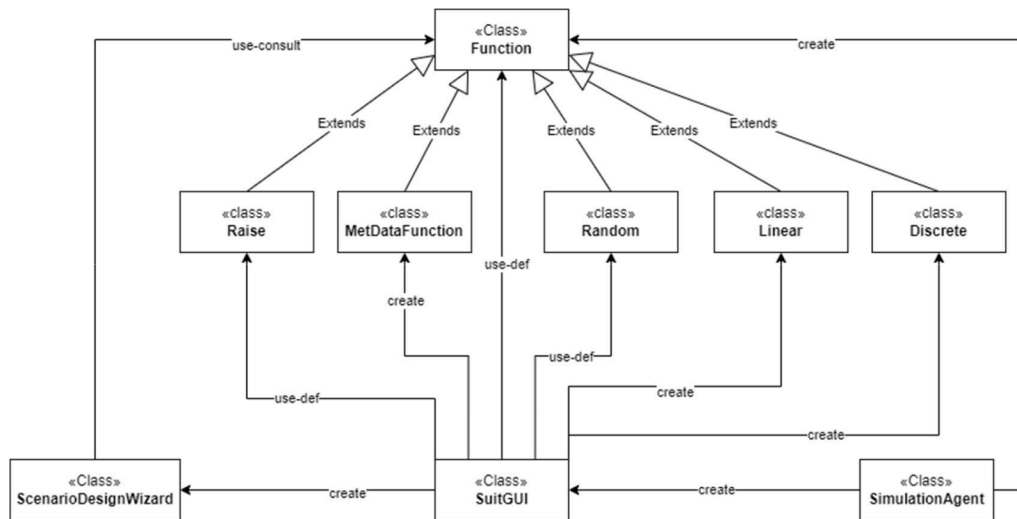 «Class»
Function
use-consult
create
Extends
Extends
Extends
Extends
Extends
«class»
Raise
«class»
MetDataFunction
«class»
Random
«class»
Linear
«class»
Discrete
use-def
create
use-def
create
use-def
create
«Class»
ScenarioDesignWizard
create
«Class»
SuitGUI
create
«Class»
SimulationAgent